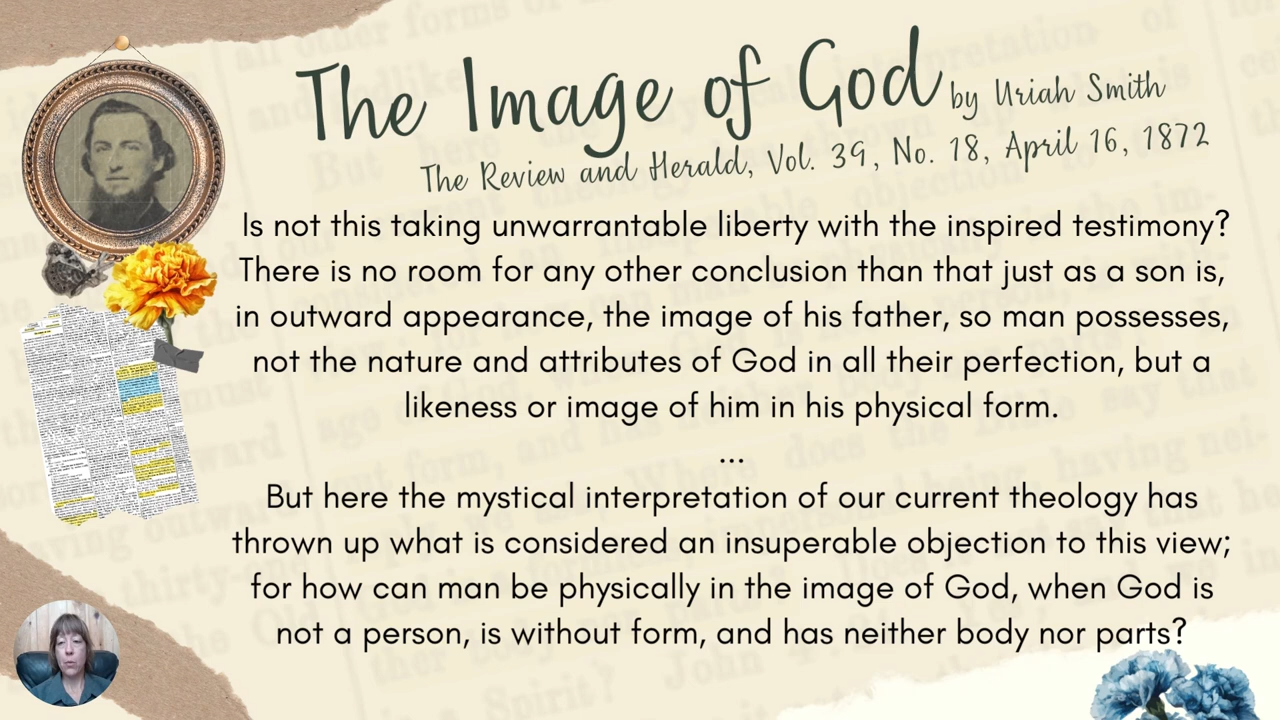 The Image of God by Uriah Smith
The Review and Herald, Vol. 39, No. 18, April 16, 1872
Is not this taking unwarrantable liberty with the inspired testimony?
There is no room for any other conclusion than that just as a son is,
in outward appearance, the image of his father, so man possesses,
not the nature and attributes of God in all their perfection, but a
likeness or image of him in his physical form.
...
But here the mystical interpretation of our current theology has
thrown up what is considered an insuperable objection to this view;
for how can man be physically in the image of God, when God is
not a person, is without form, and has neither body nor parts?